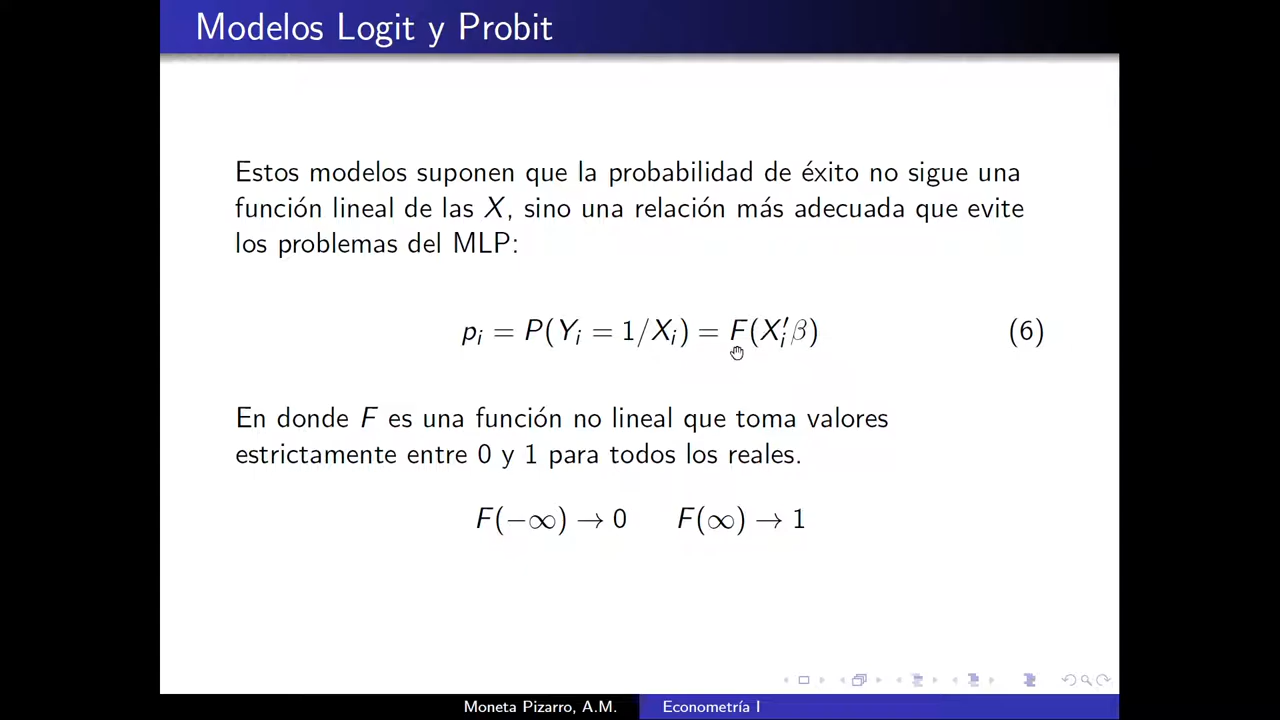 Modelos Logit y Probit
Estos modelos suponen que la probabilidad de éxito no sigue una
función lineal de las X, sino una relación más adecuada que evite
los problemas del MLP:
pᵢ = P(Yᵢ = 1/Xᵢ) = F(Xᵢ′β) (6)
En donde F es una función no lineal que toma valores
estrictamente entre 0 y 1 para todos los reales.
F(−∞) → 0 F(∞) → 1
Moneta Pizarro, A.M. Econometría I